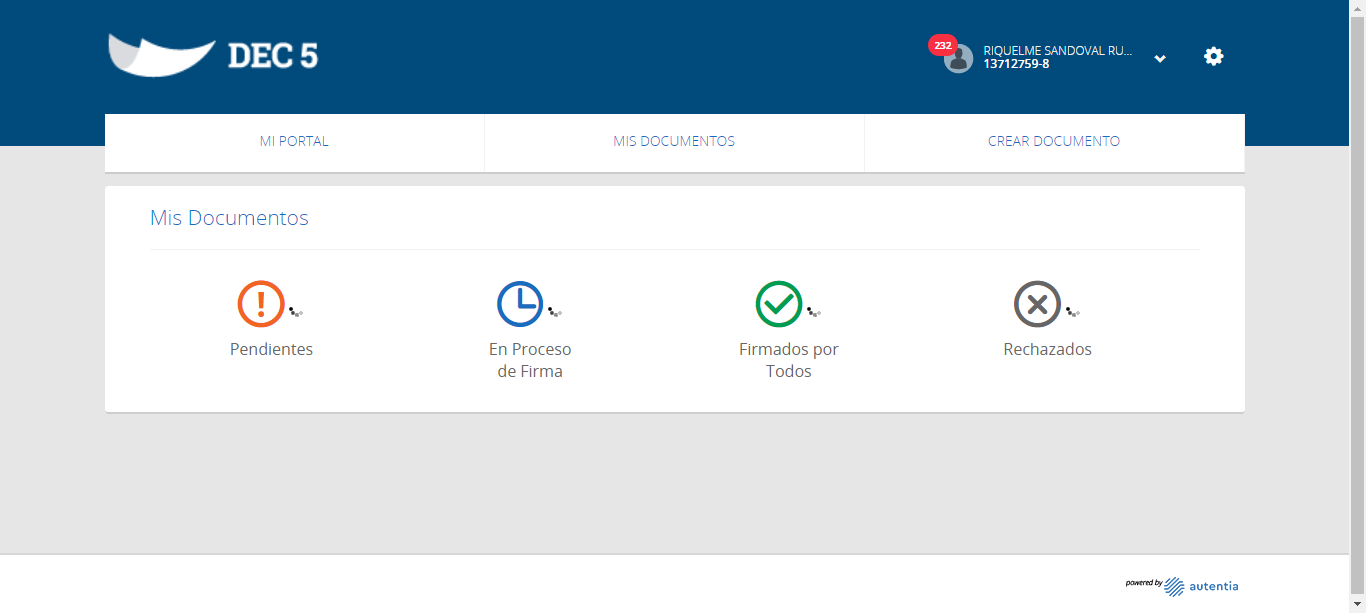 DEC 5
232
RIQUELME SANDOVAL RU...
13712759-8
MI PORTAL
MIS DOCUMENTOS
CREAR DOCUMENTO
Mis Documentos
Pendientes
En Proceso
de Firma
Firmados por
Todos
Rechazados
powered by autentia